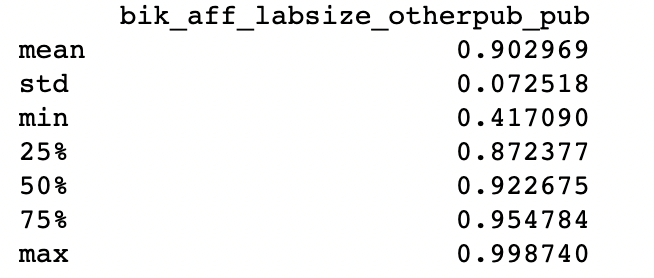 bik_aff_labsize_otherpub_pub
mean 0.902969
std 0.072518
min 0.417090
25% 0.872377
50% 0.922675
75% 0.954784
max 0.998740